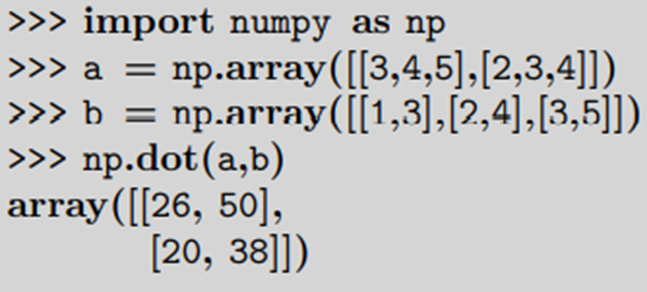 >>> import numpy as np
>>> a = np.array([[3,4,5],[2,3,4]])
>>> b = np.array([[1,3],[2,4],[3,5]])
>>> np.dot(a,b)
array([[26, 50],
[20, 38]])